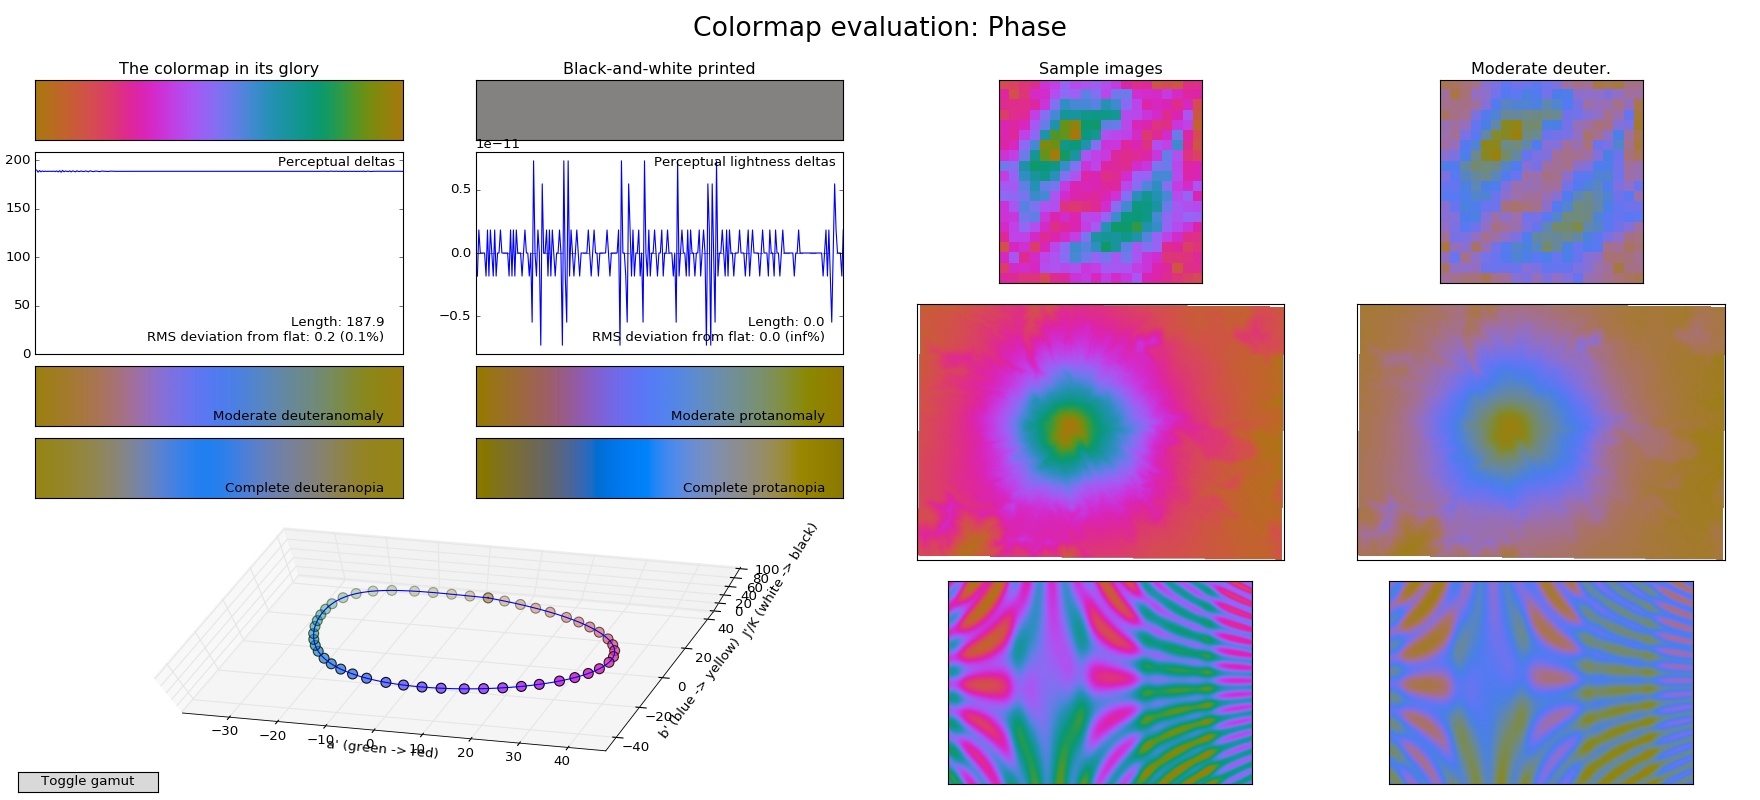 Colormap evaluation: Phase
The colormap in its glory
Black-and-white printed
Sample images
Moderate deuter.
1e−11
200
150
100
50
0
Perceptual deltas
Length: 187.9
RMS deviation from flat: 0.2 (0.1%)
0.5
0.0
−0.5
Perceptual lightness deltas
Length: 0.0
RMS deviation from flat: 0.0 (inf%)
Moderate deuteranomaly
Moderate protanomaly
Complete deuteranopia
Complete protanopia
100
80
60
40
20
0
J'/K (white -> black)
40
20
0
−20
−40
b' (blue -> yellow)
−30
−20
−10
0
10
20
30
40
a' (green -> red)
Toggle gamut